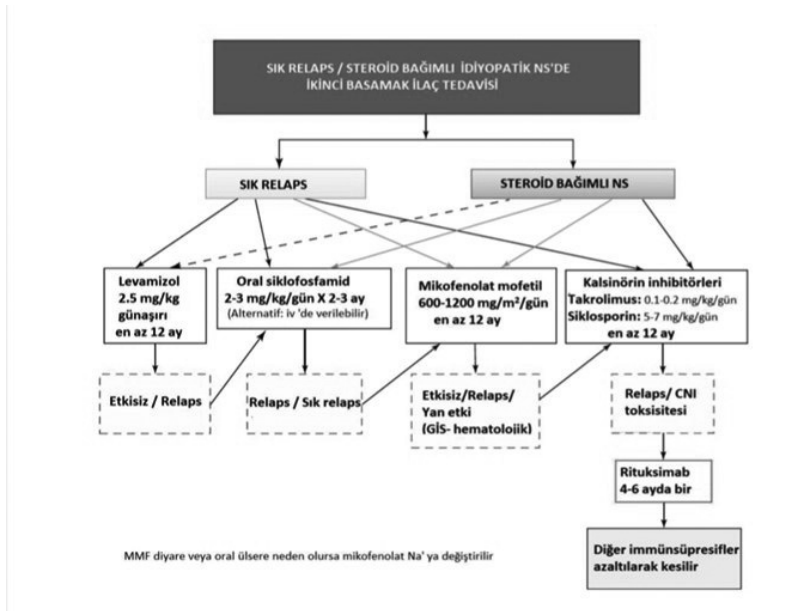 SIK RELAPS / STEROİD BAĞIMLI İDİYOPATİK NS'DE
İKİNCİ BASAMAK İLAÇ TEDAVİSİ
SIK RELAPS
STEROİD BAĞIMLI NS
Levamizol
2.5 mg/kg
günaşırı
en az 12 ay
Oral siklofosfamid
2-3 mg/kg/gün X 2-3 ay
(Alternatif: iv 'de verilebilir)
Mikofenolat mofetil
600-1200 mg/m²/gün
en az 12 ay
Kalsinörin inhibitörleri
Takrolimus: 0.1-0.2 mg/kg/gün
Siklosporin: 5-7 mg/kg/gün
en az 12 ay
Etkisiz / Relaps
Relaps / Sık relaps
Etkisiz/Relaps/
Yan etki
(GİS- hematolojik)
Relaps/ CNI
toksisitesi
Rituksimab
4-6 ayda bir
Diğer immünsüpresifler
azaltılarak kesilir
MMF diyare veya oral ülsere neden olursa mikofenolat Na' ya değiştirilir